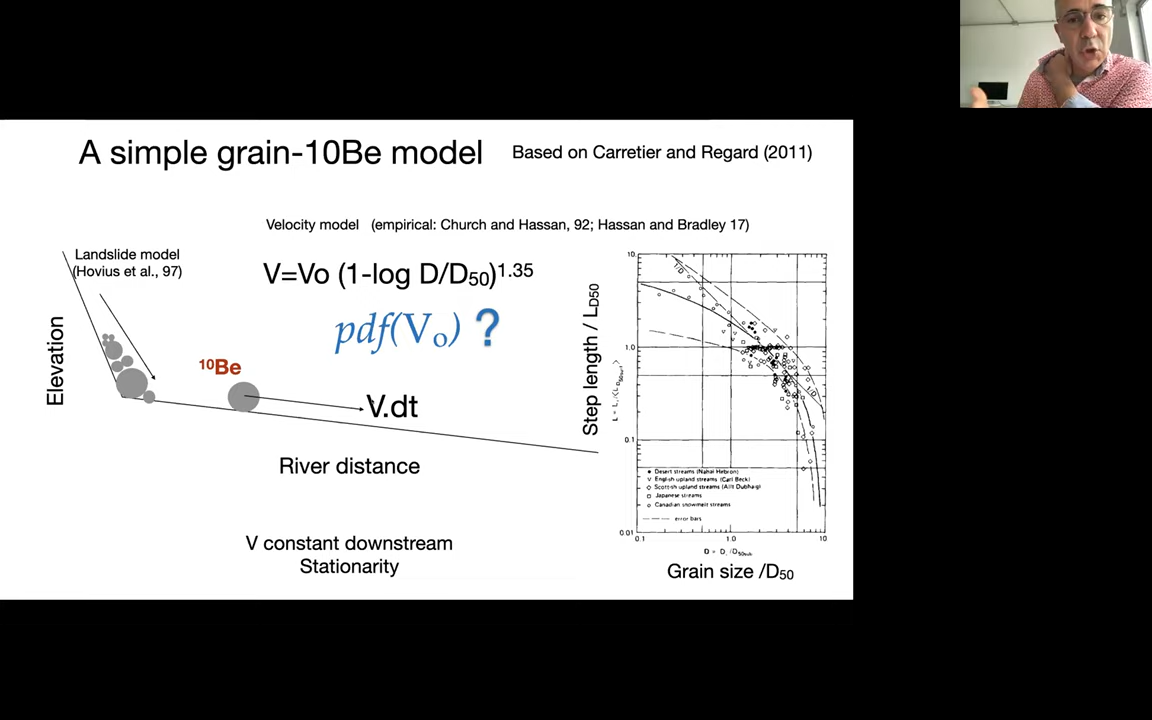 A simple grain-10Be model
Based on Carretier and Regard (2011)
Velocity model (empirical: Church and Hassan, 92; Hassan and Bradley 17)
Landslide model
(Hovius et al., 97)
V=Vo (1-log D/D50)1.35
pdf(Vo) ?
Elevation
10Be
V.dt
River distance
V constant downstream
Stationarity
Step length / LD50
10
1.0
0.1
0.01
1:D
1:D
Desert streams (Nahal Hebron)
English upland streams (Carl Beck)
Scottish upland streams (Allt Dubhaig)
Japanese streams
Canadian snowmelt streams
error bars
0.1
1.0
10
Grain size /D50